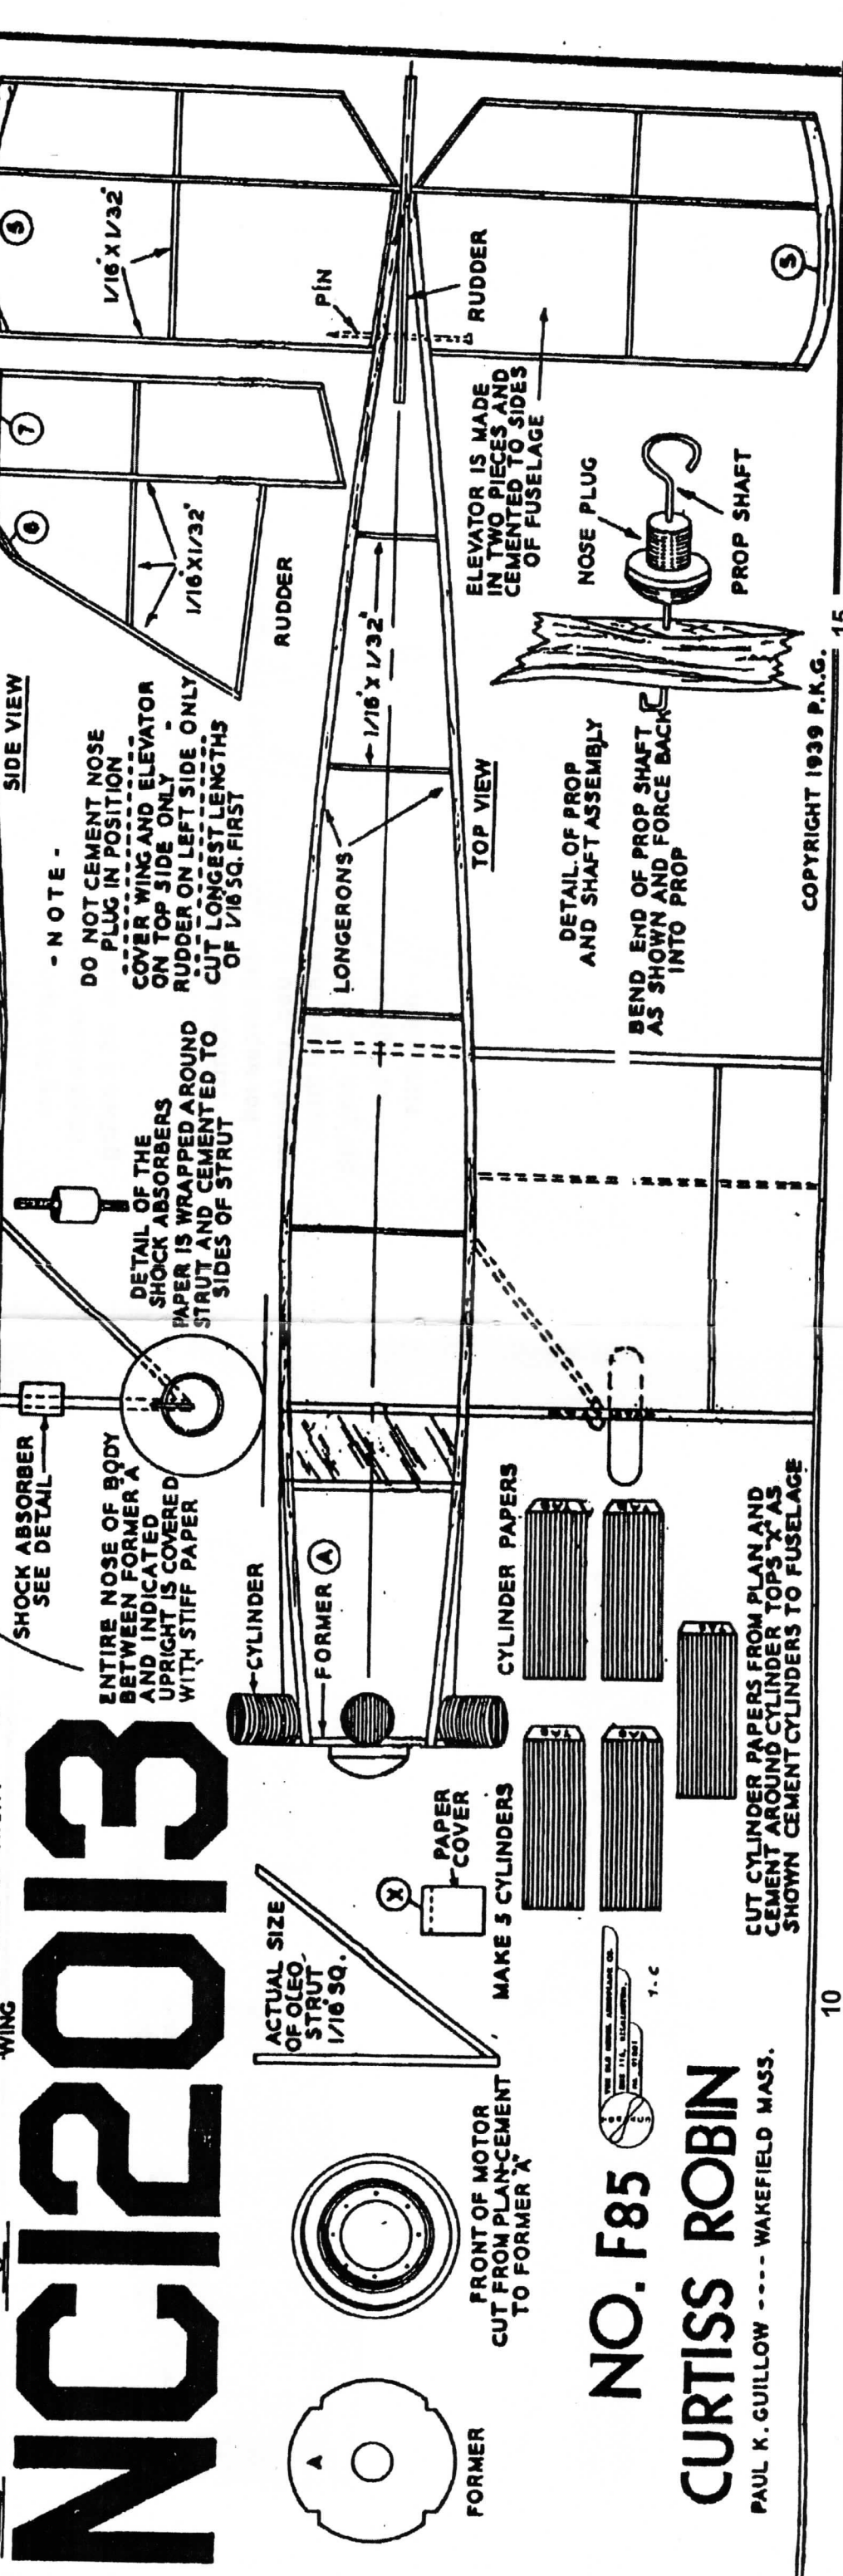 SIDE VIEW
- NOTE -
DO NOT CEMENT NOSE
PLUG IN POSITION
COVER WING AND ELEVATOR
ON TOP SIDE ONLY
RUDDER ON LEFT SIDE ONLY
CUT LONGEST LENGTHS
OF 1/16 SQ. FIRST
5
1/16" X 1/32"
7
6
1/16"X1/32"
RUDDER
PIN
RUDDER
5
ELEVATOR IS MADE
IN TWO PIECES AND
CEMENTED TO SIDES
OF FUSELAGE
1/16" X 1/32"
LONGERONS
TOP VIEW
NOSE PLUG
PROP SHAFT
DETAIL OF PROP
AND SHAFT ASSEMBLY
BEND END OF PROP SHAFT
AS SHOWN AND FORCE BACK
INTO PROP
COPYRIGHT 1939 P.K.G.
15
DETAIL OF THE
SHOCK ABSORBERS
PAPER IS WRAPPED AROUND
STRUT AND CEMENTED TO
SIDES OF STRUT
SHOCK ABSORBER
SEE DETAIL
ENTIRE NOSE OF BODY
BETWEEN FORMER "A"
AND INDICATED
UPRIGHT IS COVERED
WITH STIFF PAPER
CYLINDER
FORMER A
CYLINDER PAPERS
CUT CYLINDER PAPERS FROM PLAN AND
CEMENT AROUND CYLINDER TOPS "X" AS
SHOWN CEMENT CYLINDERS TO FUSELAGE
WING
NC12013
ACTUAL SIZE
OF OLEO
STRUT
1/16 SQ.
X
PAPER
COVER
MAKE 5 CYLINDERS
FRONT OF MOTOR
CUT FROM PLAN-CEMENT
TO FORMER "A"
A
FORMER
NO. F85
CURTISS ROBIN
PAUL K. GUILLOW ---- WAKEFIELD MASS.
10